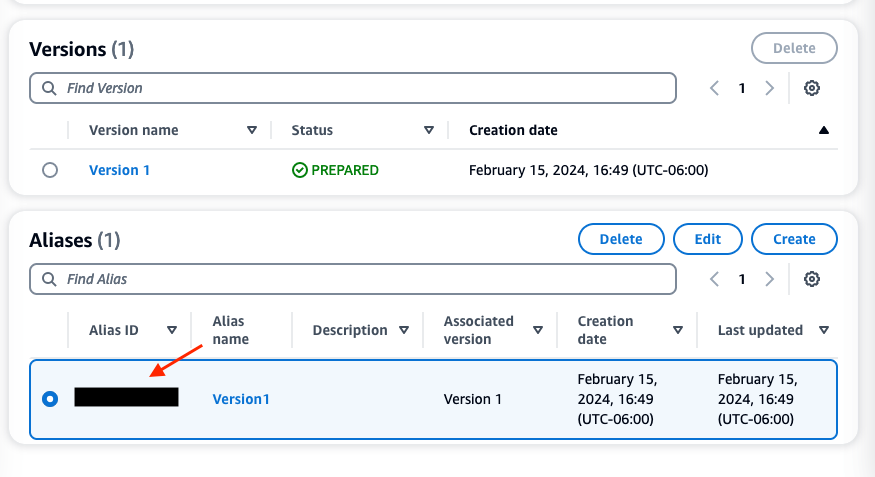 Versions (1)
Delete
Find Version
1
Version name
Status
Creation date
Version 1
PREPARED
February 15, 2024, 16:49 (UTC-06:00)
Aliases (1)
Delete
Edit
Create
Find Alias
1
Alias ID
Alias
name
Description
Associated
version
Creation
date
Last updated
Version1
Version 1
February 15,
2024, 16:49
(UTC-06:00)
February 15,
2024, 16:49
(UTC-06:00)